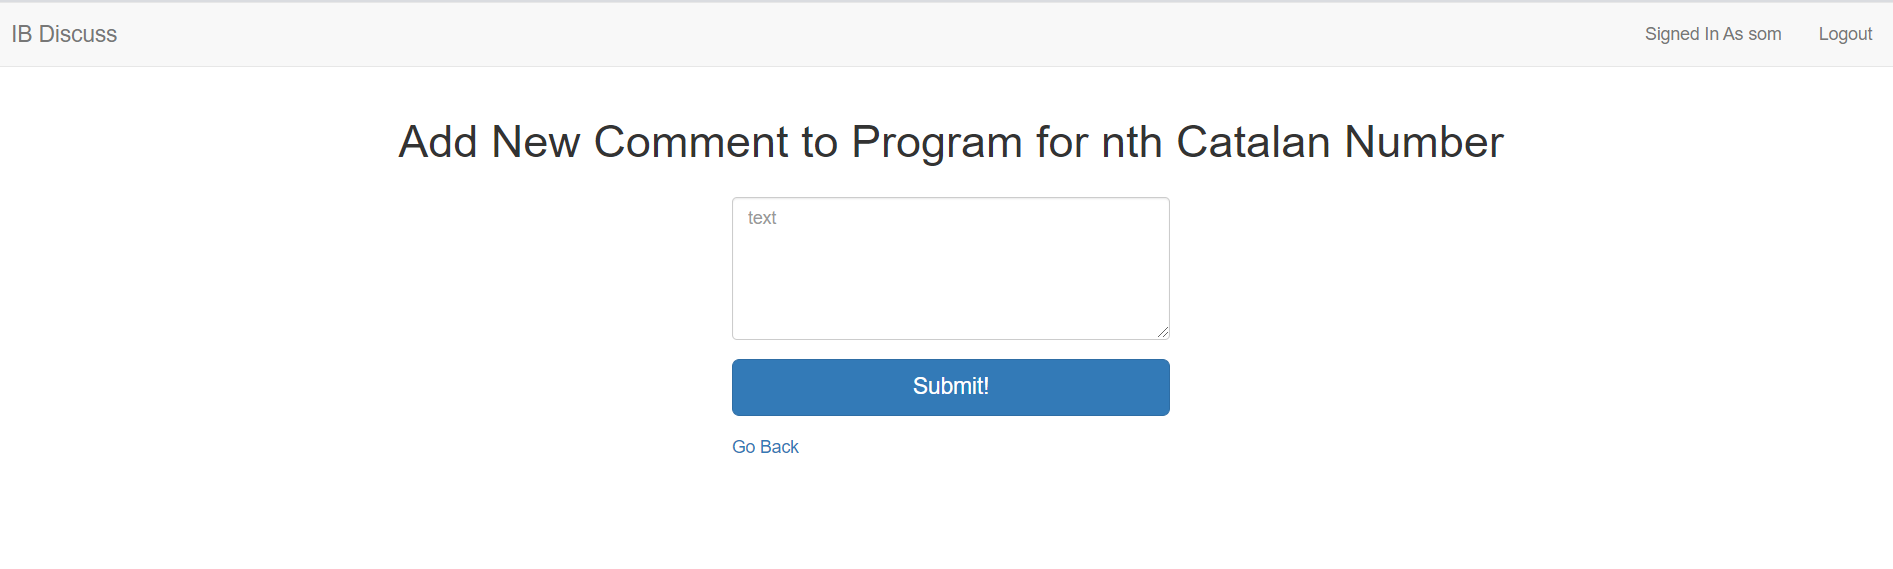 IB Discuss Signed In As som Logout
Add New Comment to Program for nth Catalan Number
text
Submit!
Go Back